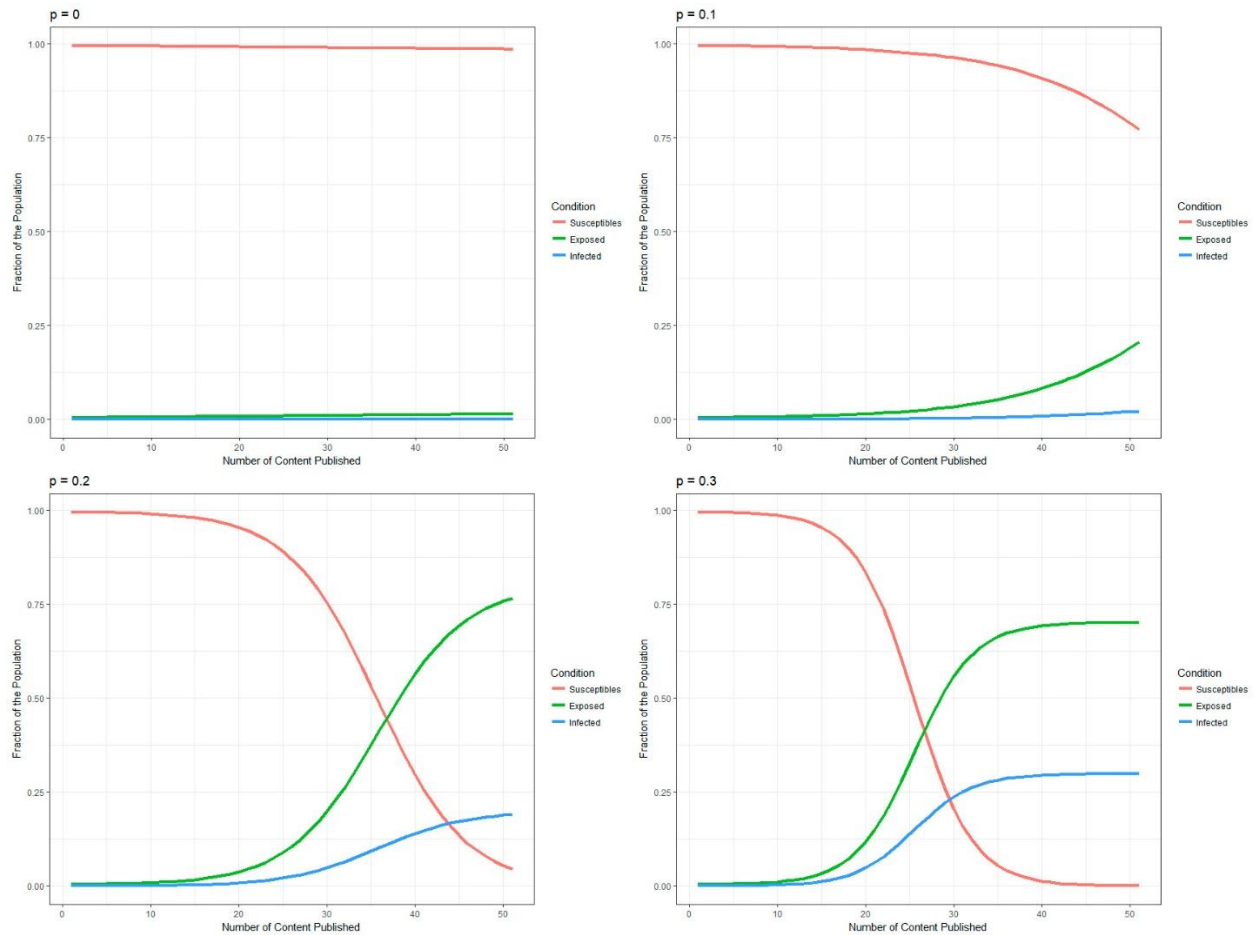 p = 0
1.00
0.75
0.50
0.25
0.00
Fraction of the Population
0 10 20 30 40 50
Number of Content Published
Condition
Susceptibles
Exposed
Infected
p = 0.1
1.00
0.75
0.50
0.25
0.00
Fraction of the Population
0 10 20 30 40 50
Number of Content Published
Condition
Susceptibles
Exposed
Infected
p = 0.2
1.00
0.75
0.50
0.25
0.00
Fraction of the Population
0 10 20 30 40 50
Number of Content Published
Condition
Susceptibles
Exposed
Infected
p = 0.3
1.00
0.75
0.50
0.25
0.00
Fraction of the Population
0 10 20 30 40 50
Number of Content Published
Condition
Susceptibles
Exposed
Infected